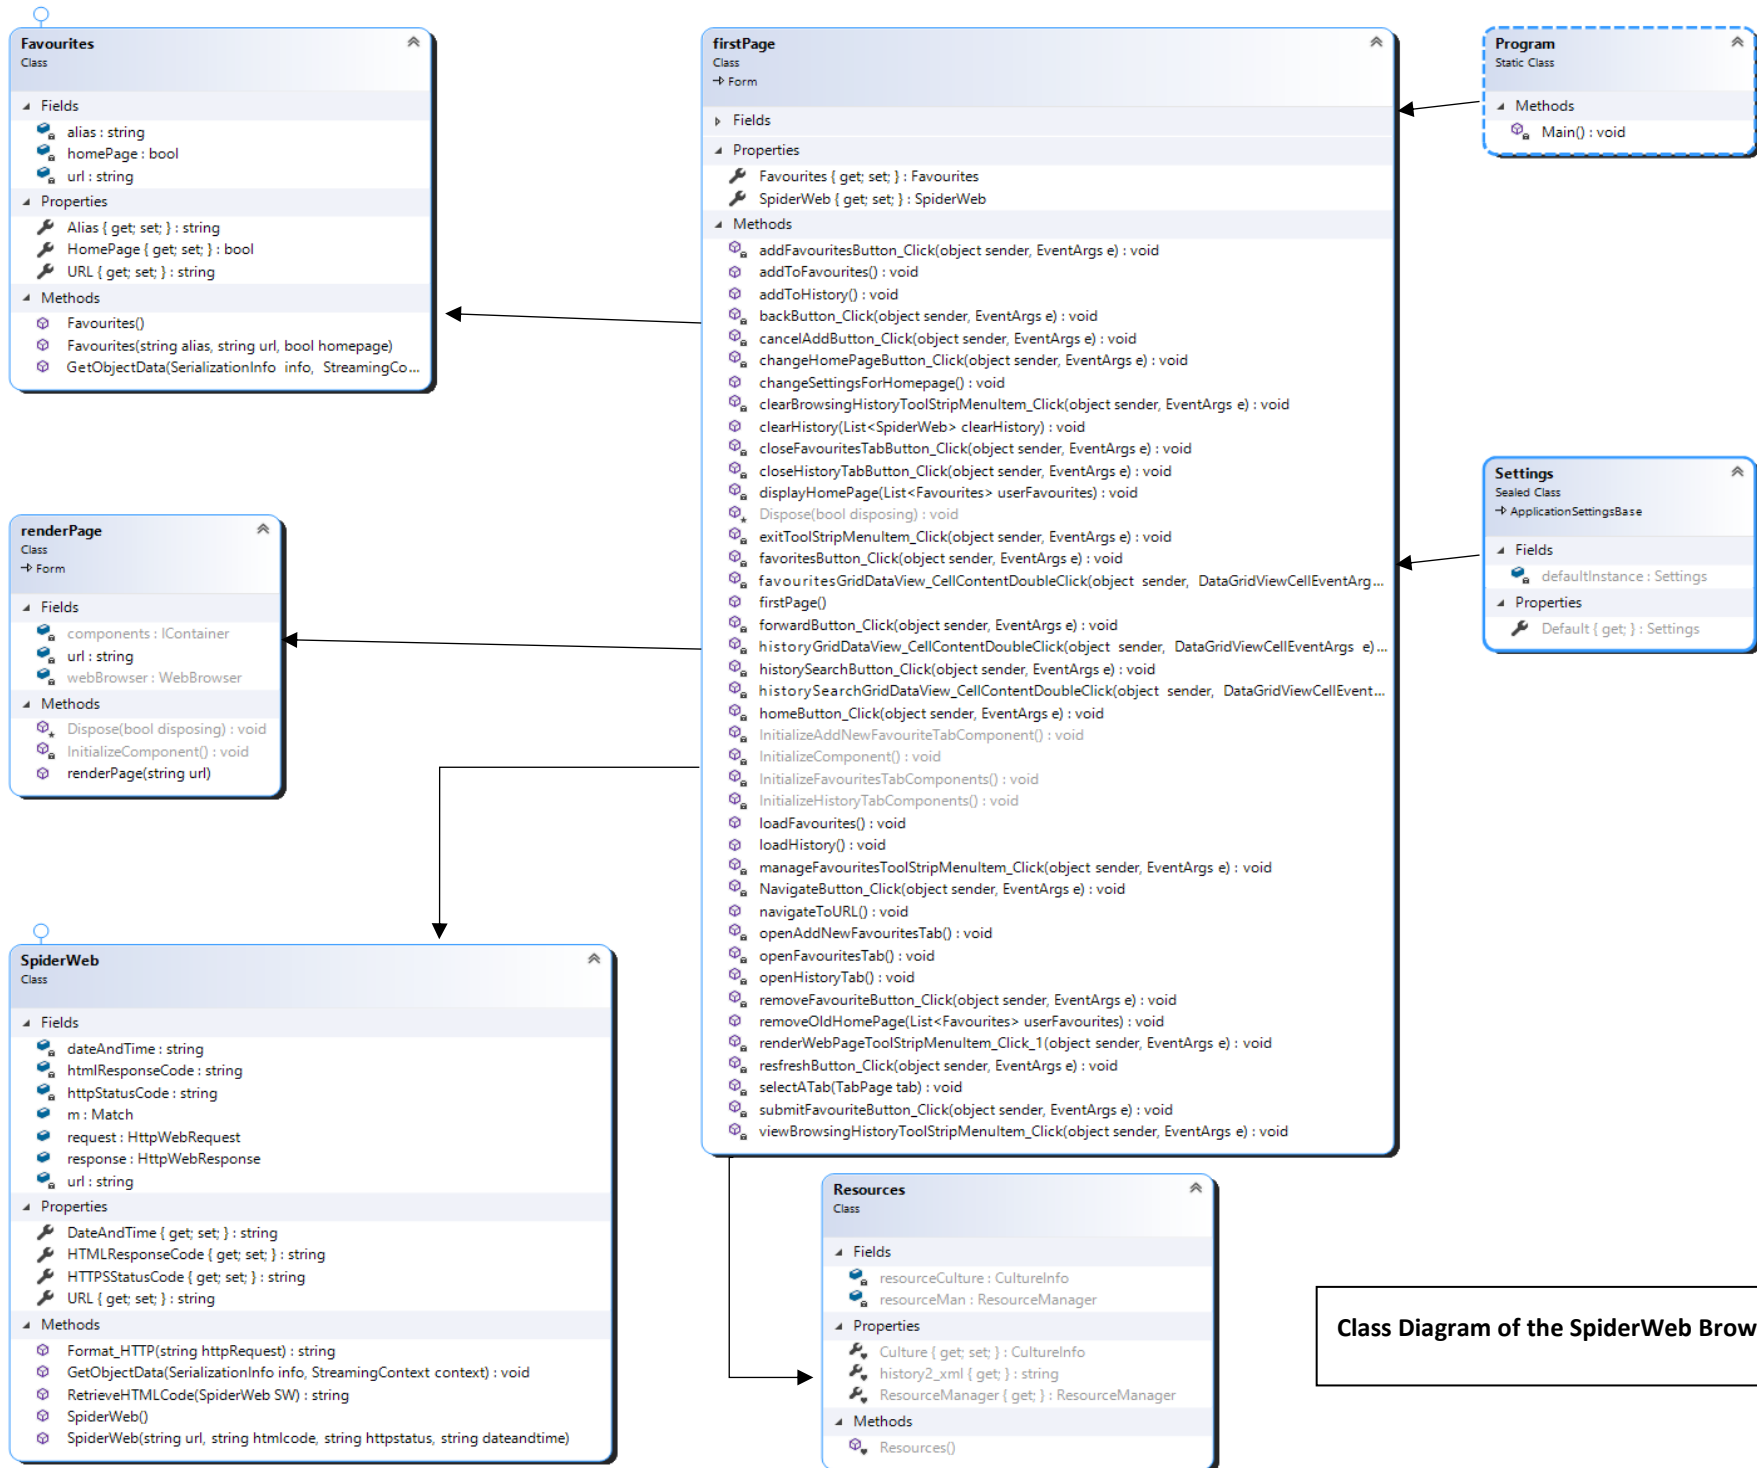 Favourites
Class
Fields
alias : string
homePage : bool
url : string
Properties
Alias { get; set; } : string
HomePage { get; set; } : bool
URL { get; set; } : string
Methods
Favourites()
Favourites(string alias, string url, bool homepage)
GetObjectData(SerializationInfo info, StreamingCo...
renderPage
Class
Form
Fields
components : IContainer
url : string
webBrowser : WebBrowser
Methods
Dispose(bool disposing) : void
InitializeComponent() : void
renderPage(string url)
SpiderWeb
Class
Fields
dateAndTime : string
htmlResponseCode : string
httpStatusCode : string
m : Match
request : HttpWebRequest
response : HttpWebResponse
url : string
Properties
DateAndTime { get; set; } : string
HTMLResponseCode { get; set; } : string
HTTPSStatusCode { get; set; } : string
URL { get; set; } : string
Methods
Format_HTTP(string httpRequest) : string
GetObjectData(SerializationInfo info, StreamingContext context) : void
RetrieveHTMLCode(SpiderWeb SW) : string
SpiderWeb()
SpiderWeb(string url, string htmlcode, string httpstatus, string dateandtime)
firstPage
Class
Form
Fields
Properties
Favourites { get; set; } : Favourites
SpiderWeb { get; set; } : SpiderWeb
Methods
addFavouritesButton_Click(object sender, EventArgs e) : void
addToFavourites() : void
addToHistory() : void
backButton_Click(object sender, EventArgs e) : void
cancelAddButton_Click(object sender, EventArgs e) : void
changeHomePageButton_Click(object sender, EventArgs e) : void
changeSettingsForHomepage() : void
clearBrowsingHistoryToolStripMenuItem_Click(object sender, EventArgs e) : void
clearHistory(List<SpiderWeb> clearHistory) : void
closeFavouritesTabButton_Click(object sender, EventArgs e) : void
closeHistoryTabButton_Click(object sender, EventArgs e) : void
displayHomePage(List<Favourites> userFavourites) : void
Dispose(bool disposing) : void
exitToolStripMenuItem_Click(object sender, EventArgs e) : void
favoritesButton_Click(object sender, EventArgs e) : void
favouritesGridDataView_CellContentDoubleClick(object sender, DataGridViewCellEventArg...
firstPage()
forwardButton_Click(object sender, EventArgs e) : void
historyGridDataView_CellContentDoubleClick(object sender, DataGridViewCellEventArgs e)...
historySearchButton_Click(object sender, EventArgs e) : void
historySearchGridDataView_CellContentDoubleClick(object sender, DataGridViewCellEvent...
homeButton_Click(object sender, EventArgs e) : void
InitializeAddNewFavouriteTabComponent() : void
InitializeComponent() : void
InitializeFavouritesTabComponents() : void
InitializeHistoryTabComponents() : void
loadFavourites() : void
loadHistory() : void
manageFavouritesToolStripMenuItem_Click(object sender, EventArgs e) : void
NavigateButton_Click(object sender, EventArgs e) : void
navigateToURL() : void
openAddNewFavouritesTab() : void
openFavouritesTab() : void
openHistoryTab() : void
removeFavouriteButton_Click(object sender, EventArgs e) : void
removeOldHomePage(List<Favourites> userFavourites) : void
renderWebPageToolStripMenuItem_Click_1(object sender, EventArgs e) : void
resfreshButton_Click(object sender, EventArgs e) : void
selectATab(TabPage tab) : void
submitFavouriteButton_Click(object sender, EventArgs e) : void
viewBrowsingHistoryToolStripMenuItem_Click(object sender, EventArgs e) : void
Resources
Class
Fields
resourceCulture : CultureInfo
resourceMan : ResourceManager
Properties
Culture { get; set; } : CultureInfo
history2_xml { get; } : string
ResourceManager { get; } : ResourceManager
Methods
Resources()
Program
Static Class
Methods
Main() : void
Settings
Sealed Class
ApplicationSettingsBase
Fields
defaultInstance : Settings
Properties
Default { get; } : Settings
Class Diagram of the SpiderWeb Brow